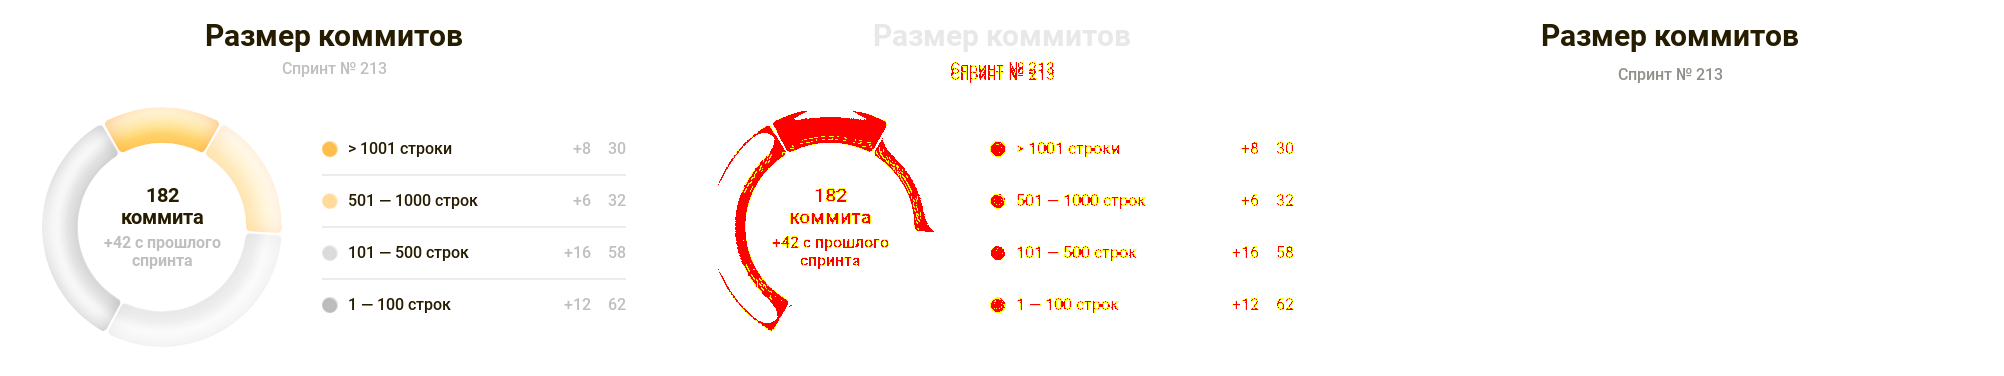 Размер коммитов
Спринт № 213
> 1001 строки +8 30
501 — 1000 строк +6 32
101 — 500 строк +16 58
1 — 100 строк +12 62
182
коммита
+42 с прошлого
спринта
Размер коммитов
Спринт № 213
> 1001 строки +8 30
501 — 1000 строк +6 32
101 — 500 строк +16 58
1 — 100 строк +12 62
182
коммита
+42 с прошлого
спринта
Размер коммитов
Спринт № 213